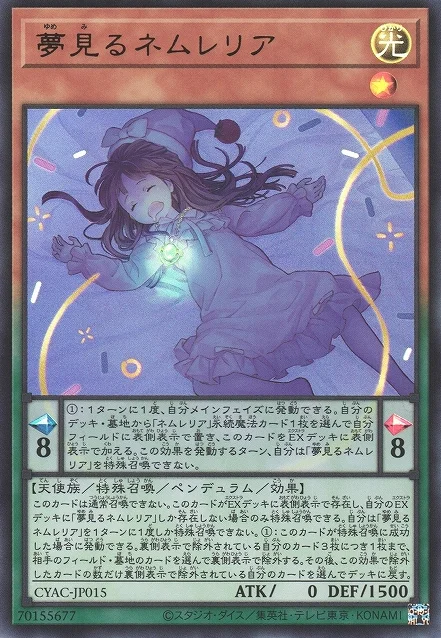 夢見るネムレリア
光
8
8
①:1ターンに1度、自分メインフェイズに発動できる。自分の
デッキ・墓地から「ネムレリア」永続魔法カード1枚を選んで自分
フィールドに表側表示で置き、このカードをEXデッキに表側
表示で加える。この効果を発動するターン、自分は「夢見るネムレ
リア」を特殊召喚できない。
【天使族/特殊召喚/ペンデュラム/効果】
このカードは通常召喚できない。このカードがEXデッキに表側表示で存在し、自分のEX
デッキに「夢見るネムレリア」しか存在しない場合のみ特殊召喚できる。自分は「夢見るネム
レリア」を1ターンに1度しか特殊召喚できない。①:このカードが特殊召喚に成功
した場合に発動できる。裏側表示で除外されている自分のカード3枚につき1枚まで、
相手のフィールド・墓地のカードを選んで裏側表示で除外する。その後、この効果で除外
したカードの数だけ裏側表示で除外されている自分のカードを選んでデッキに戻す。
CYAC-JP015
ATK/ 0 DEF/1500
70155677
©スタジオ・ダイス/集英社・テレビ東京・KONAMI